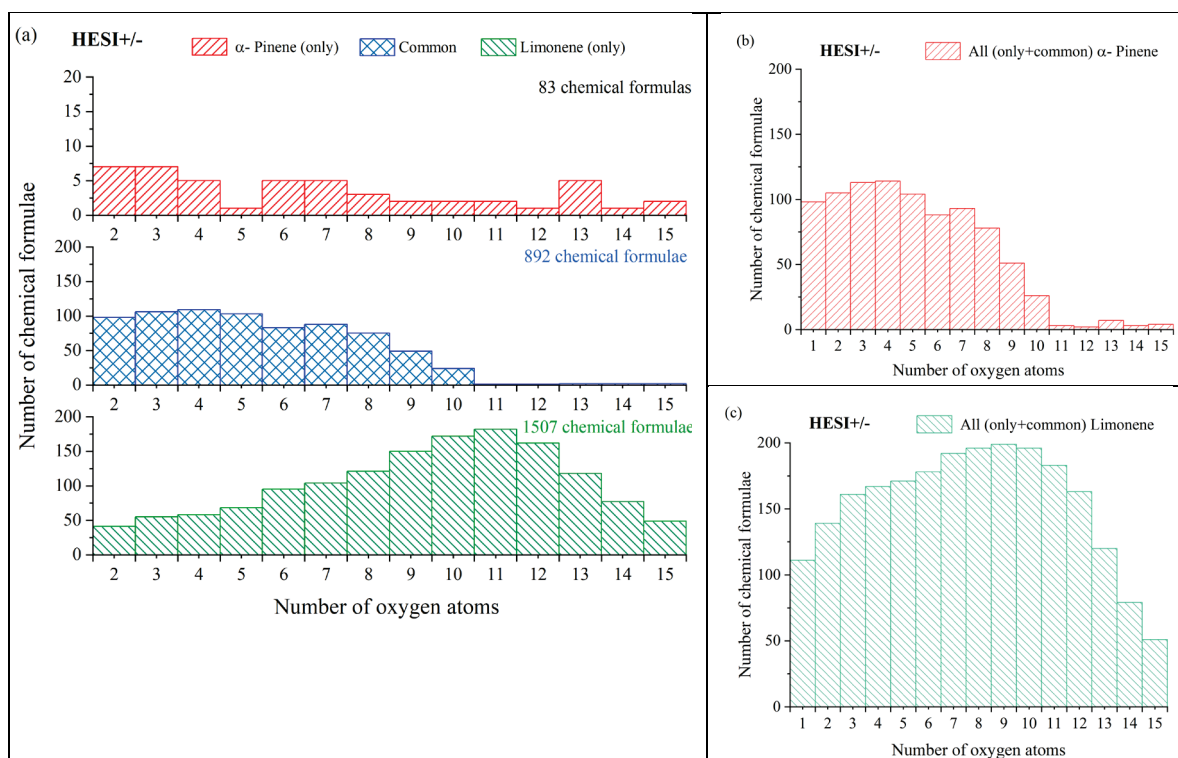 (a)
HESI+/-
α- Pinene (only)
Common
Limonene (only)
83 chemical formulas
20
15
10
5
0
2 3 4 5 6 7 8 9 10 11 12 13 14 15
892 chemical formulae
200
150
100
50
0
2 3 4 5 6 7 8 9 10 11 12 13 14 15
1507 chemical formulae
200
150
100
50
0
2 3 4 5 6 7 8 9 10 11 12 13 14 15
Number of chemical formulae
Number of oxygen atoms
(b)
HESI+/-
All (only+common) α- Pinene
200
150
100
50
0
1 2 3 4 5 6 7 8 9 10 11 12 13 14 15
Number of chemical formulae
Number of oxygen atoms
(c)
HESI+/-
All (only+common) Limonene
200
150
100
50
0
1 2 3 4 5 6 7 8 9 10 11 12 13 14 15
Number of chemical formulae
Number of oxygen atoms